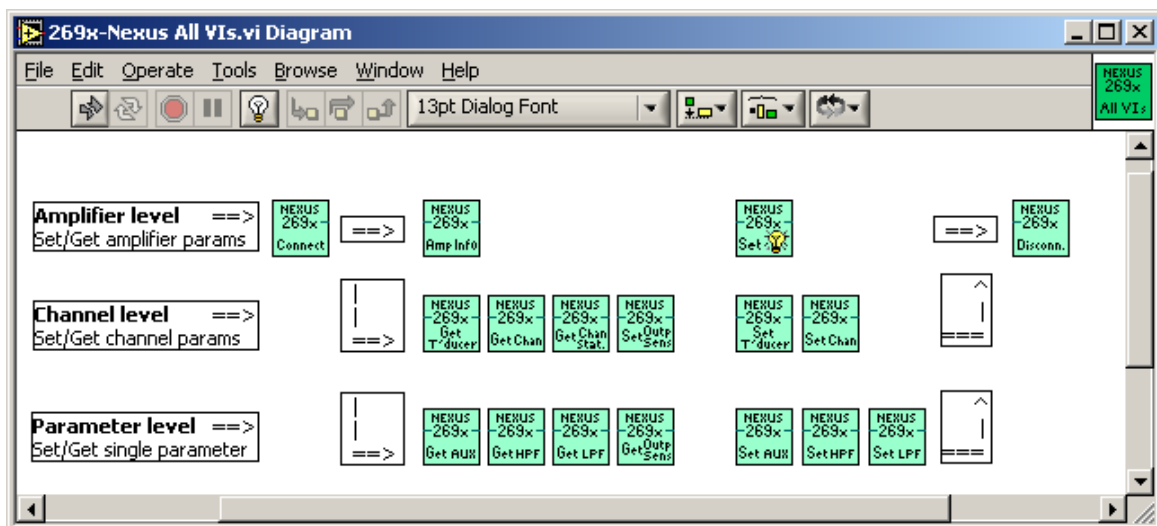 269x-Nexus All VIs.vi Diagram
File Edit Operate Tools Browse Window Help
NEXUS
269x
All VIs
13pt Dialog Font
Amplifier level ==>
Set/Get amplifier params
NEXUS
269x
Connect
==>
NEXUS
269x
Amp Info
NEXUS
269x
Set
==>
NEXUS
269x
Disconn.
Channel level ==>
Set/Get channel params
|
|
==>
NEXUS
269x
Get
T'ducer
NEXUS
269x
Get Chan
NEXUS
269x
Get Chan
Stat.
NEXUS
269x
Set Outp
Sens
NEXUS
269x
Set
T'ducer
NEXUS
269x
Set Chan
^
|
===
Parameter level ==>
Set/Get single parameter
|
|
==>
NEXUS
269x
Get AUX
NEXUS
269x
Get HPF
NEXUS
269x
Get LPF
NEXUS
269x
Get Outp
Sens
NEXUS
269x
Set AUX
NEXUS
269x
Set HPF
NEXUS
269x
Set LPF
^
|
===